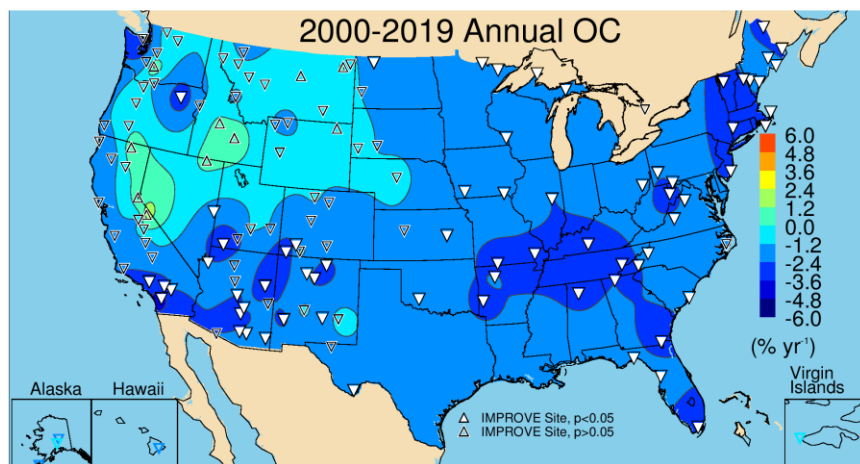 2000-2019 Annual OC
6.0
4.8
3.6
2.4
1.2
0.0
-1.2
-2.4
-3.6
-4.8
-6.0
(% yr⁻¹)
Alaska
Hawaii
IMPROVE Site, p<0.05
IMPROVE Site, p>0.05
Virgin
Islands